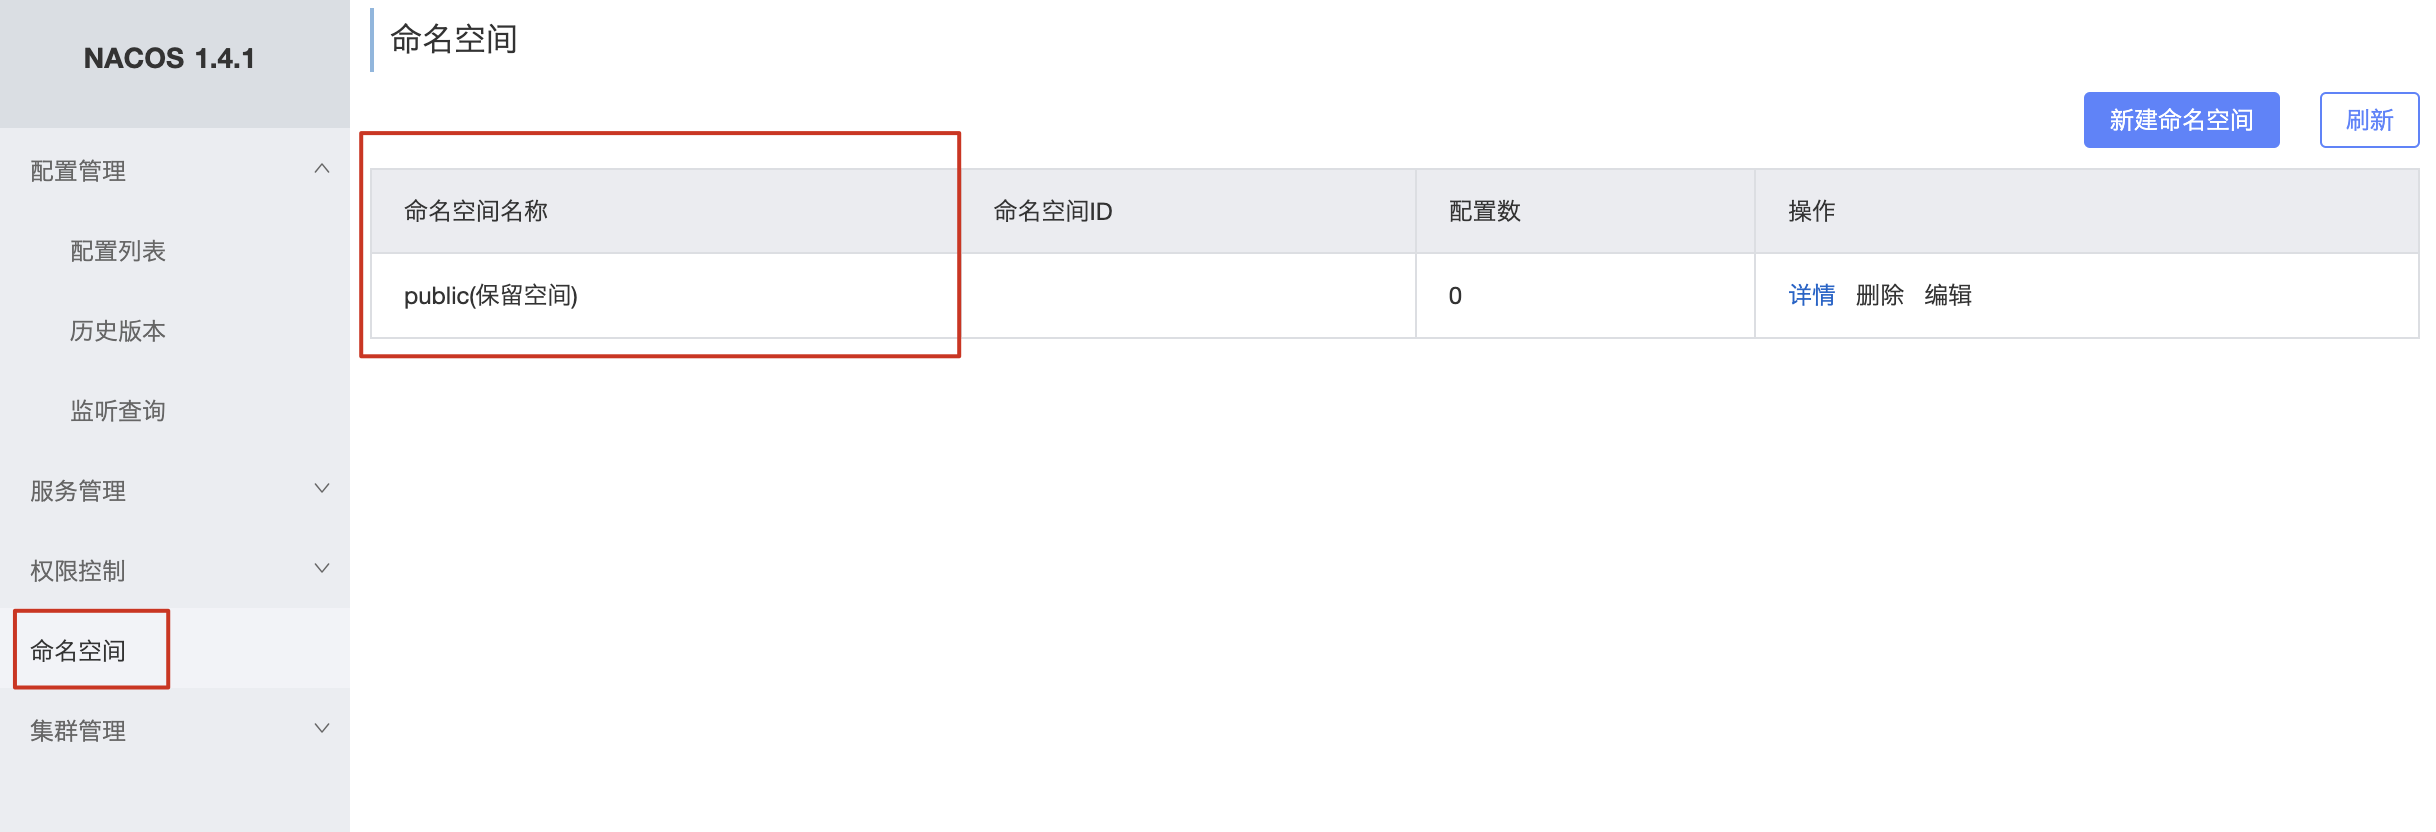 NACOS 1.4.1
配置管理
配置列表
历史版本
监听查询
服务管理
权限控制
命名空间
集群管理
命名空间
新建命名空间 刷新
命名空间名称 命名空间ID 配置数 操作
public(保留空间) 0 详情 删除 编辑